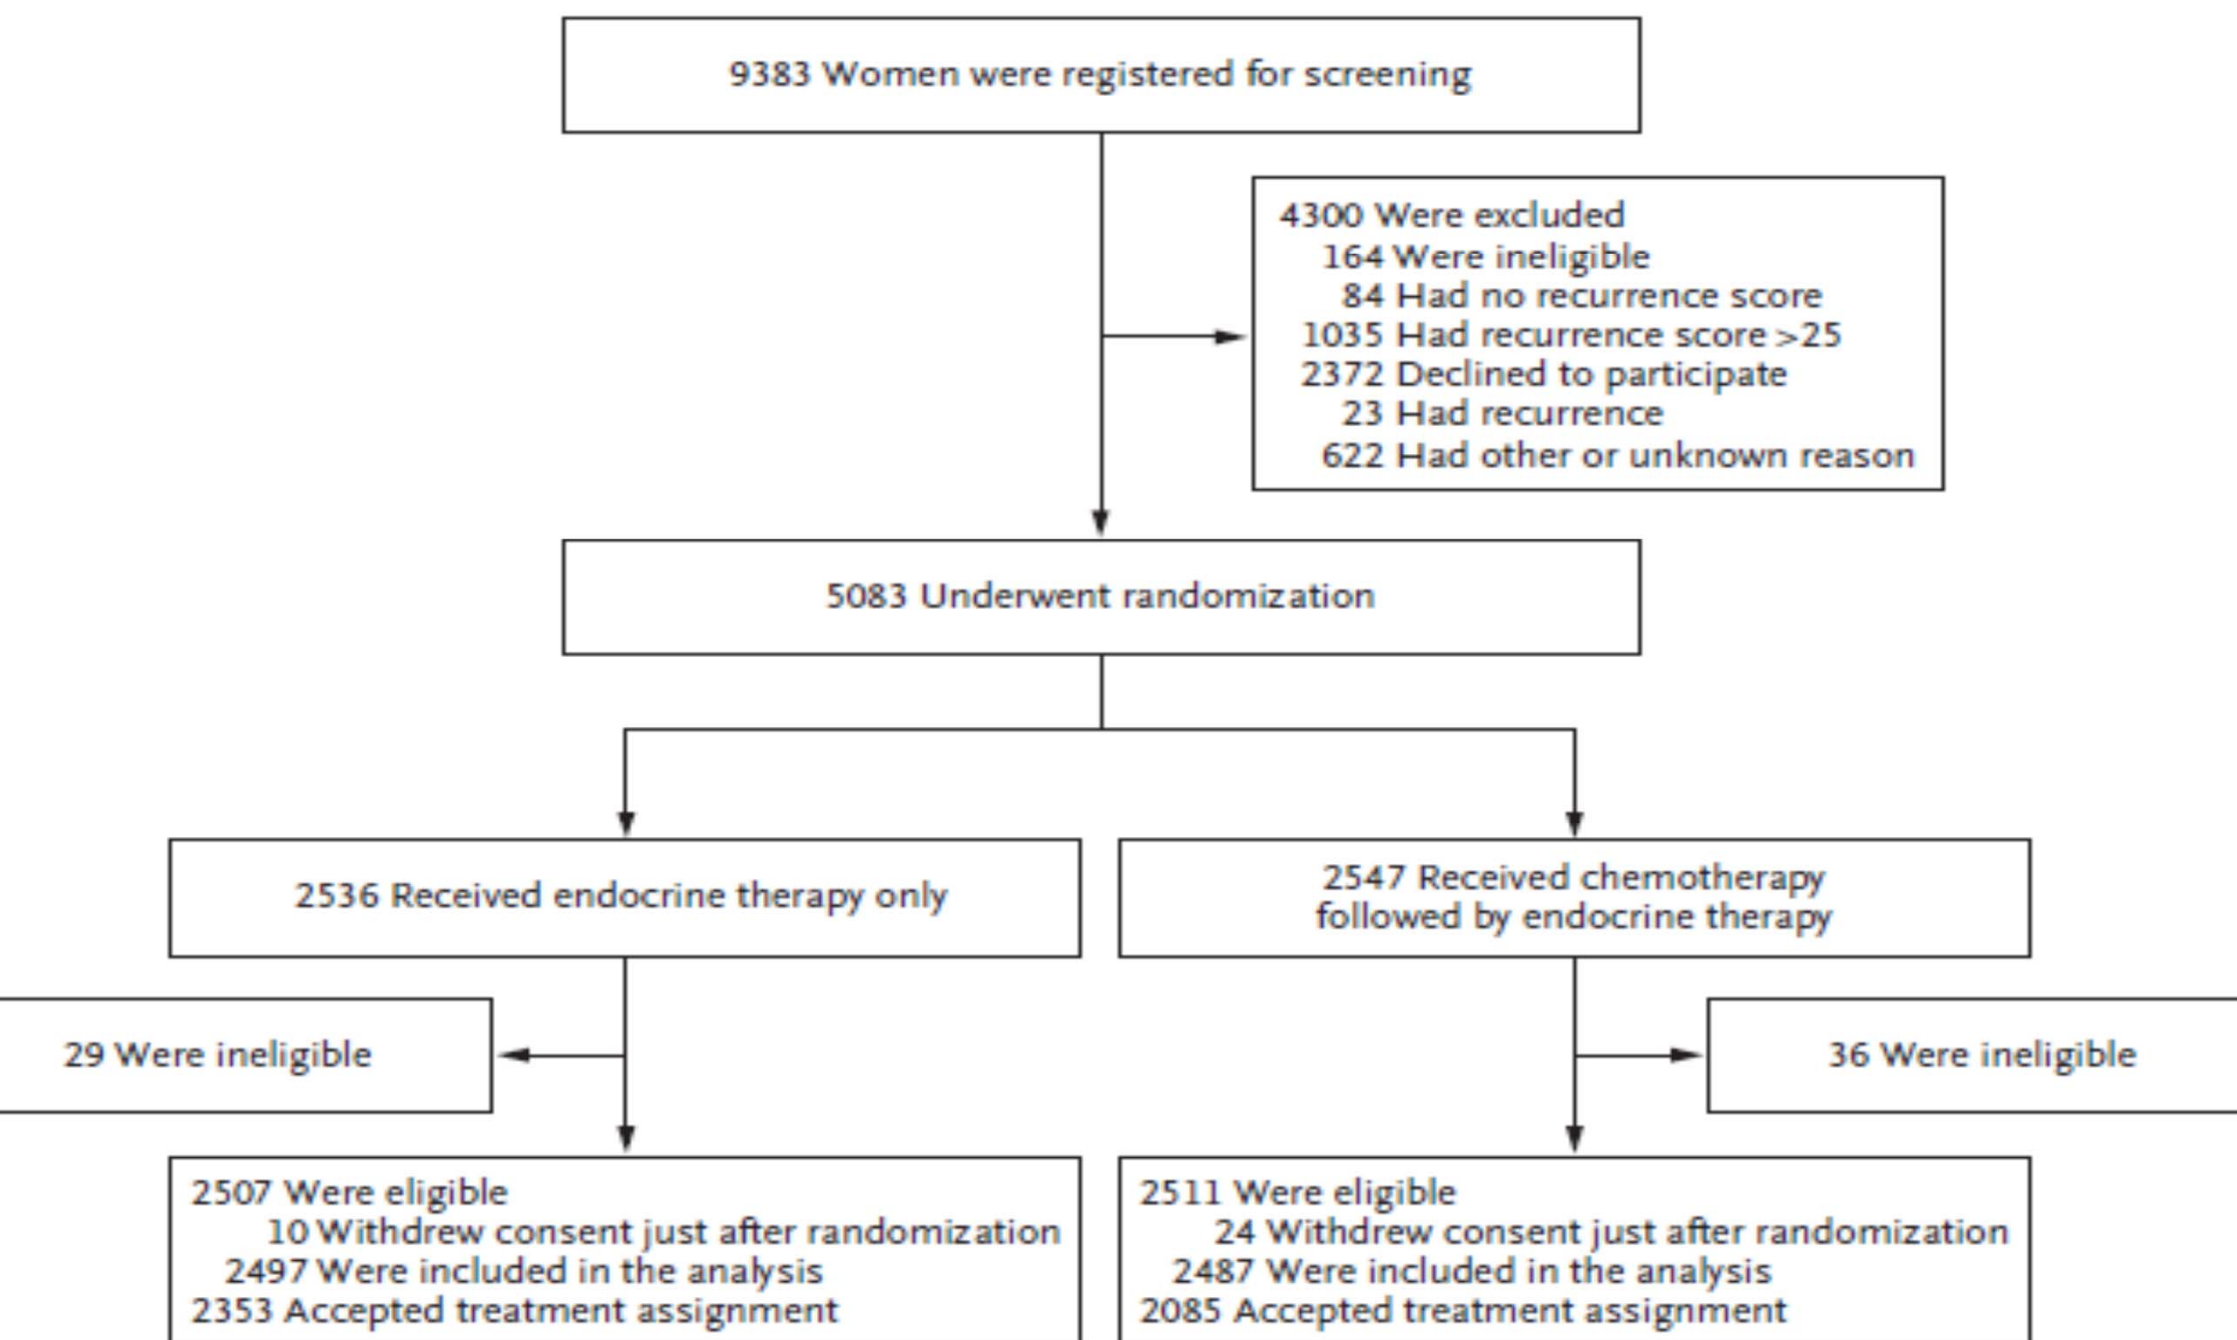 9383 Women were registered for screening
4300 Were excluded
164 Were ineligible
84 Had no recurrence score
1035 Had recurrence score >25
2372 Declined to participate
23 Had recurrence
622 Had other or unknown reason
5083 Underwent randomization
2536 Received endocrine therapy only
2547 Received chemotherapy
followed by endocrine therapy
29 Were ineligible
36 Were ineligible
2507 Were eligible
10 Withdrew consent just after randomization
2497 Were included in the analysis
2353 Accepted treatment assignment
2511 Were eligible
24 Withdrew consent just after randomization
2487 Were included in the analysis
2085 Accepted treatment assignment